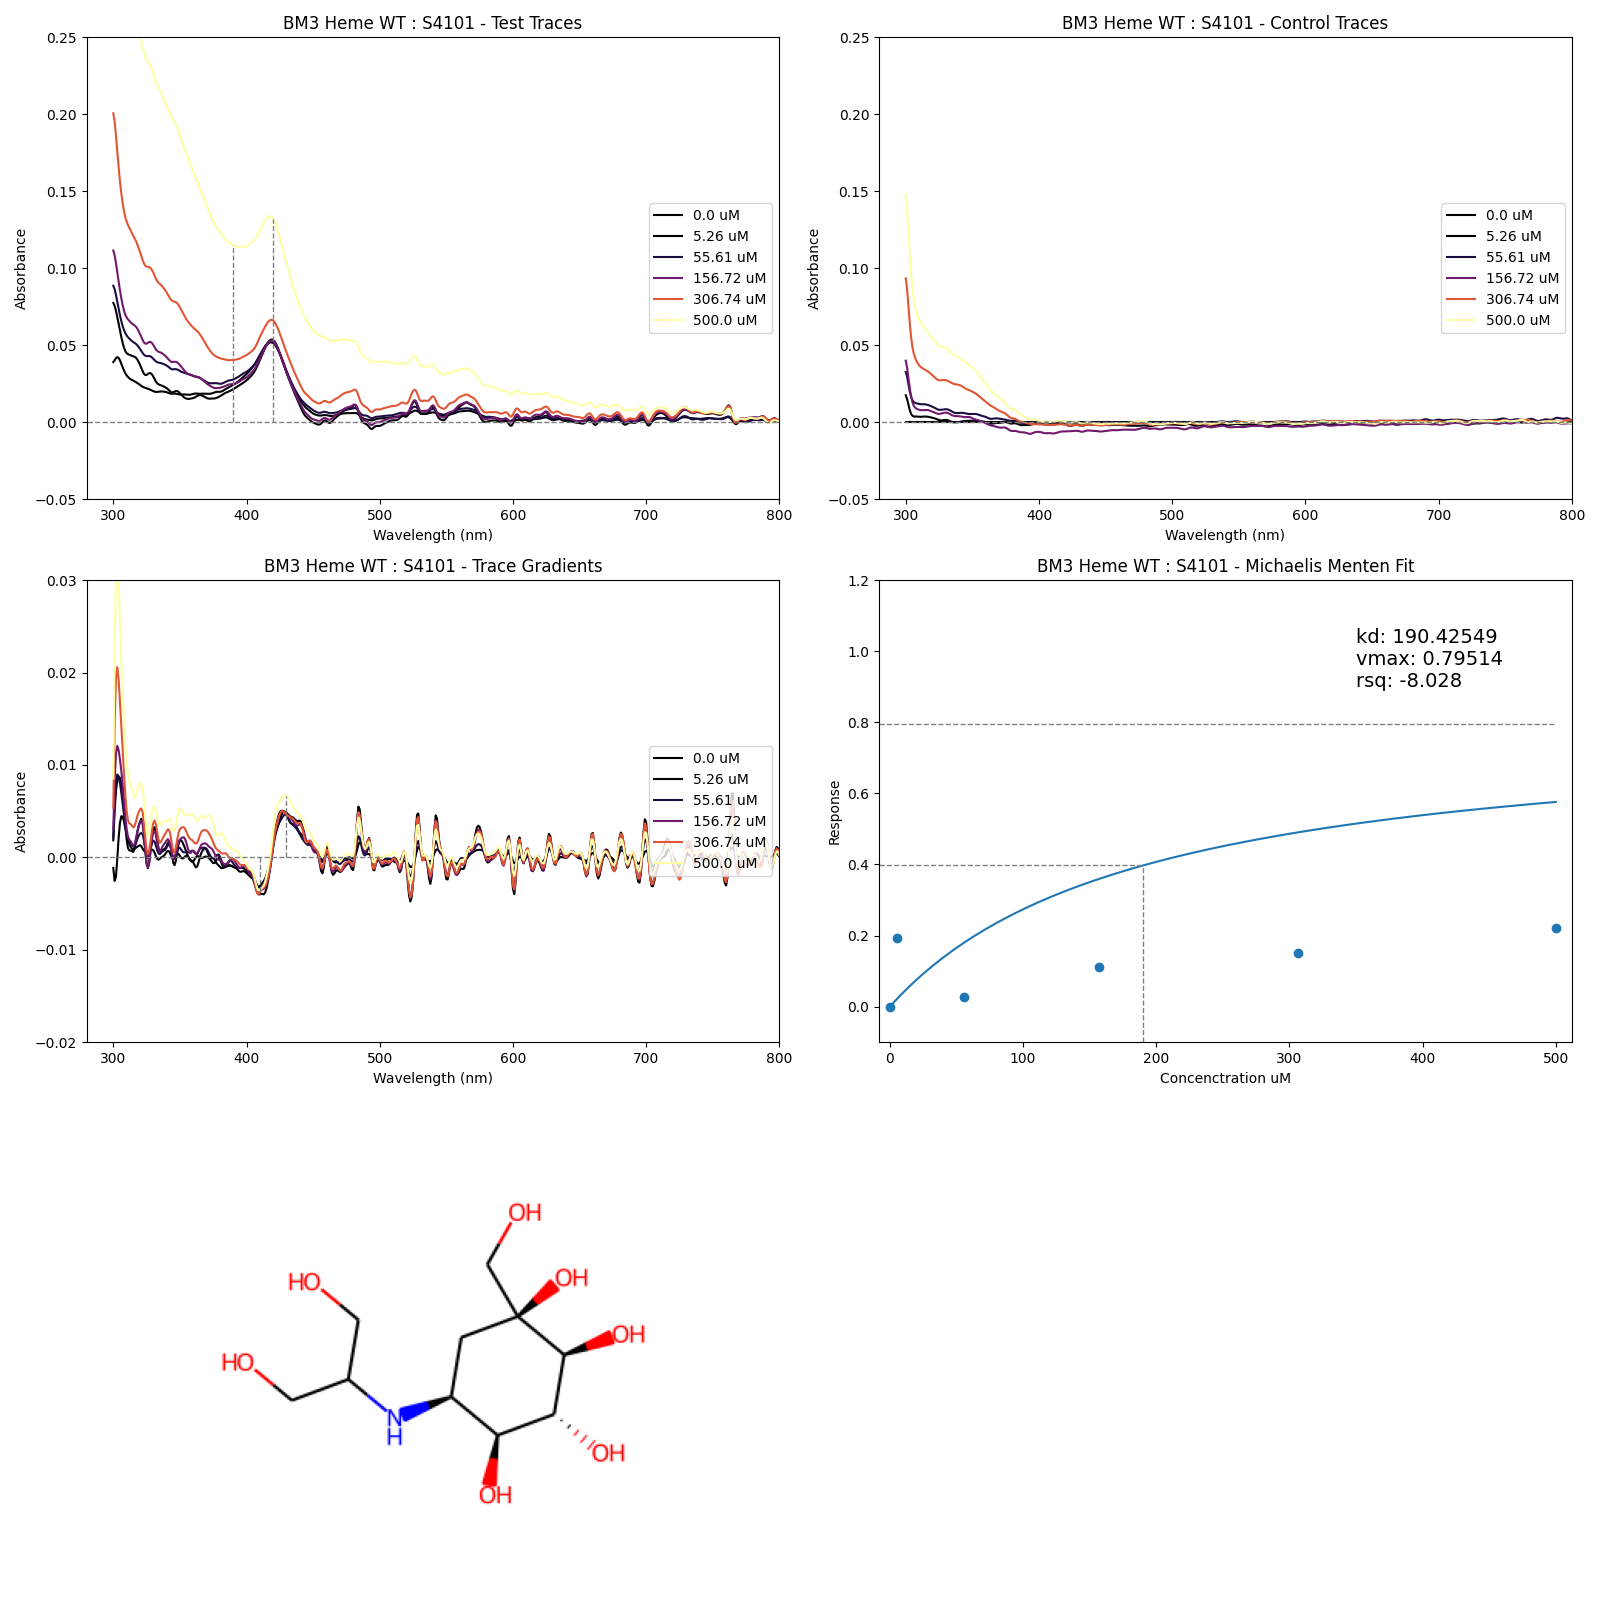 BM3 Heme WT : S4101 - Test Traces
0.25
0.20
0.15
0.10
0.05
0.00
−0.05
Absorbance
300 400 500 600 700 800
Wavelength (nm)
0.0 uM
5.26 uM
55.61 uM
156.72 uM
306.74 uM
500.0 uM
BM3 Heme WT : S4101 - Control Traces
0.25
0.20
0.15
0.10
0.05
0.00
−0.05
Absorbance
300 400 500 600 700 800
Wavelength (nm)
0.0 uM
5.26 uM
55.61 uM
156.72 uM
306.74 uM
500.0 uM
BM3 Heme WT : S4101 - Trace Gradients
0.03
0.02
0.01
0.00
−0.01
−0.02
Absorbance
300 400 500 600 700 800
Wavelength (nm)
0.0 uM
5.26 uM
55.61 uM
156.72 uM
306.74 uM
500.0 uM
BM3 Heme WT : S4101 - Michaelis Menten Fit
1.2
1.0
0.8
0.6
0.4
0.2
0.0
Response
0 100 200 300 400 500
Concenctration uM
kd: 190.42549
vmax: 0.79514
rsq: -8.028
OH
HO
OH
OH
HO
N
H
OH
OH